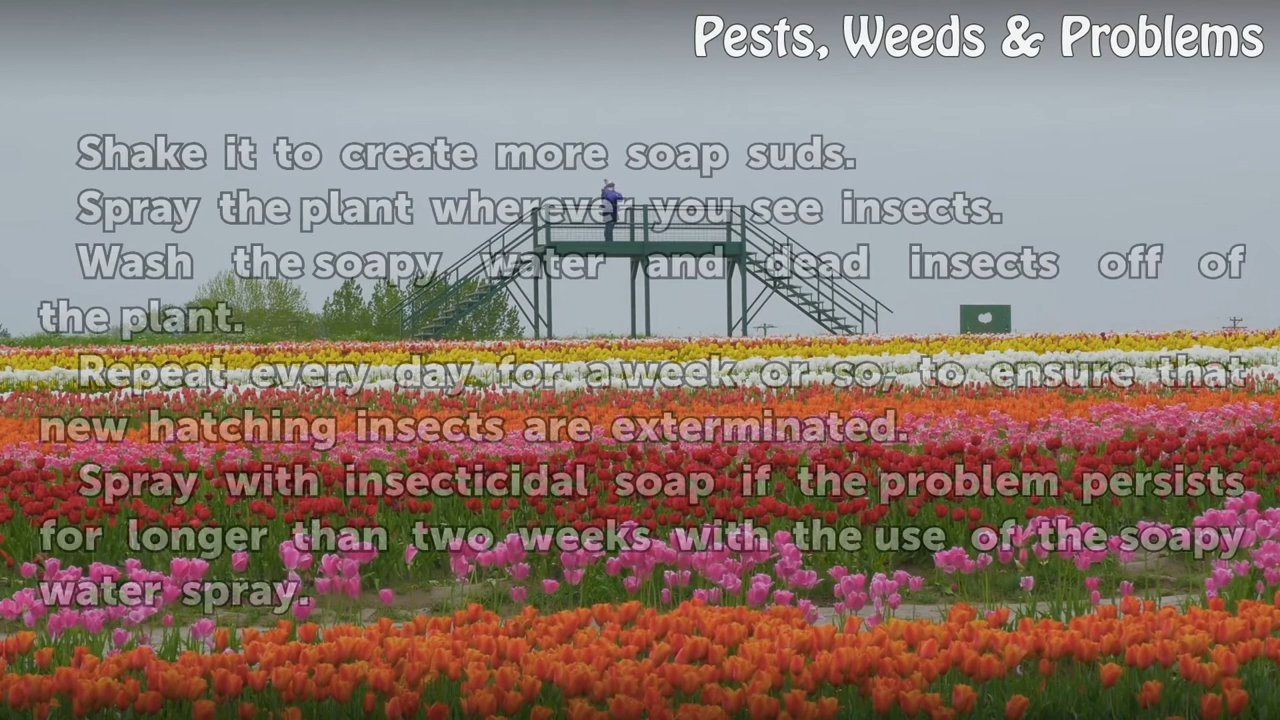 Pests, Weeds & Problems
Shake it to create more soap suds.
Spray the plant wherever you see insects.
Wash the soapy water and dead insects off of
the plant.
Repeat every day for a week or so, to ensure that
new hatching insects are exterminated.
Spray with insecticidal soap if the problem persists
for longer than two weeks with the use of the soapy
water spray.